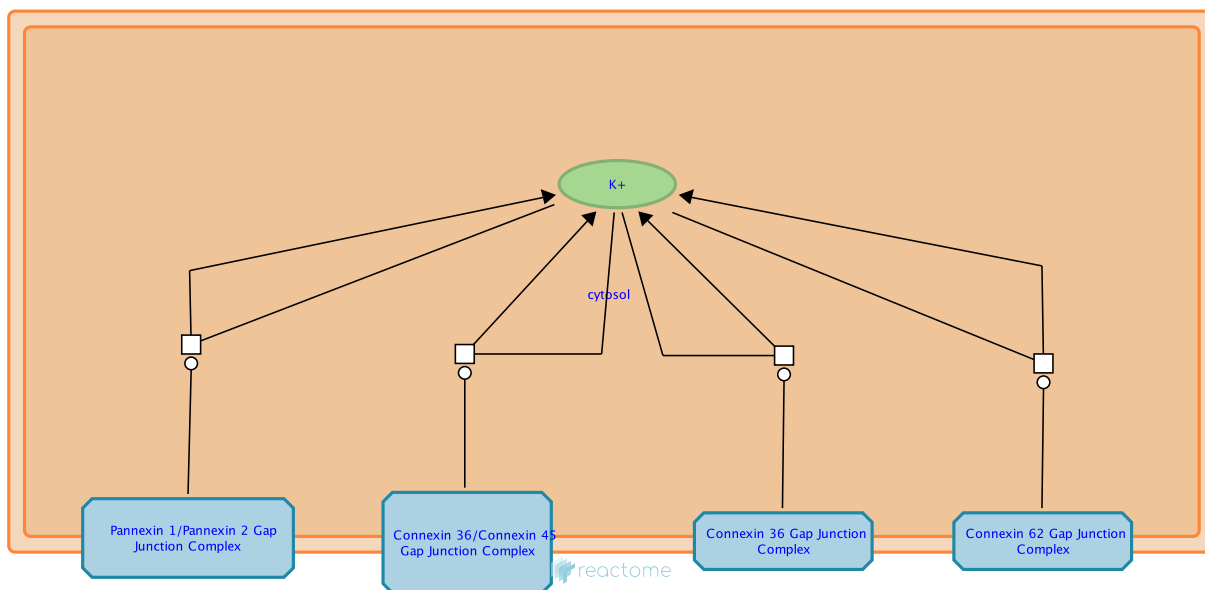 K+
cytosol
Pannexin 1/Pannexin 2 Gap
Junction Complex
Connexin 36/Connexin 45
Gap Junction Complex
Connexin 36 Gap Junction
Complex
Connexin 62 Gap Junction
Complex
reactome